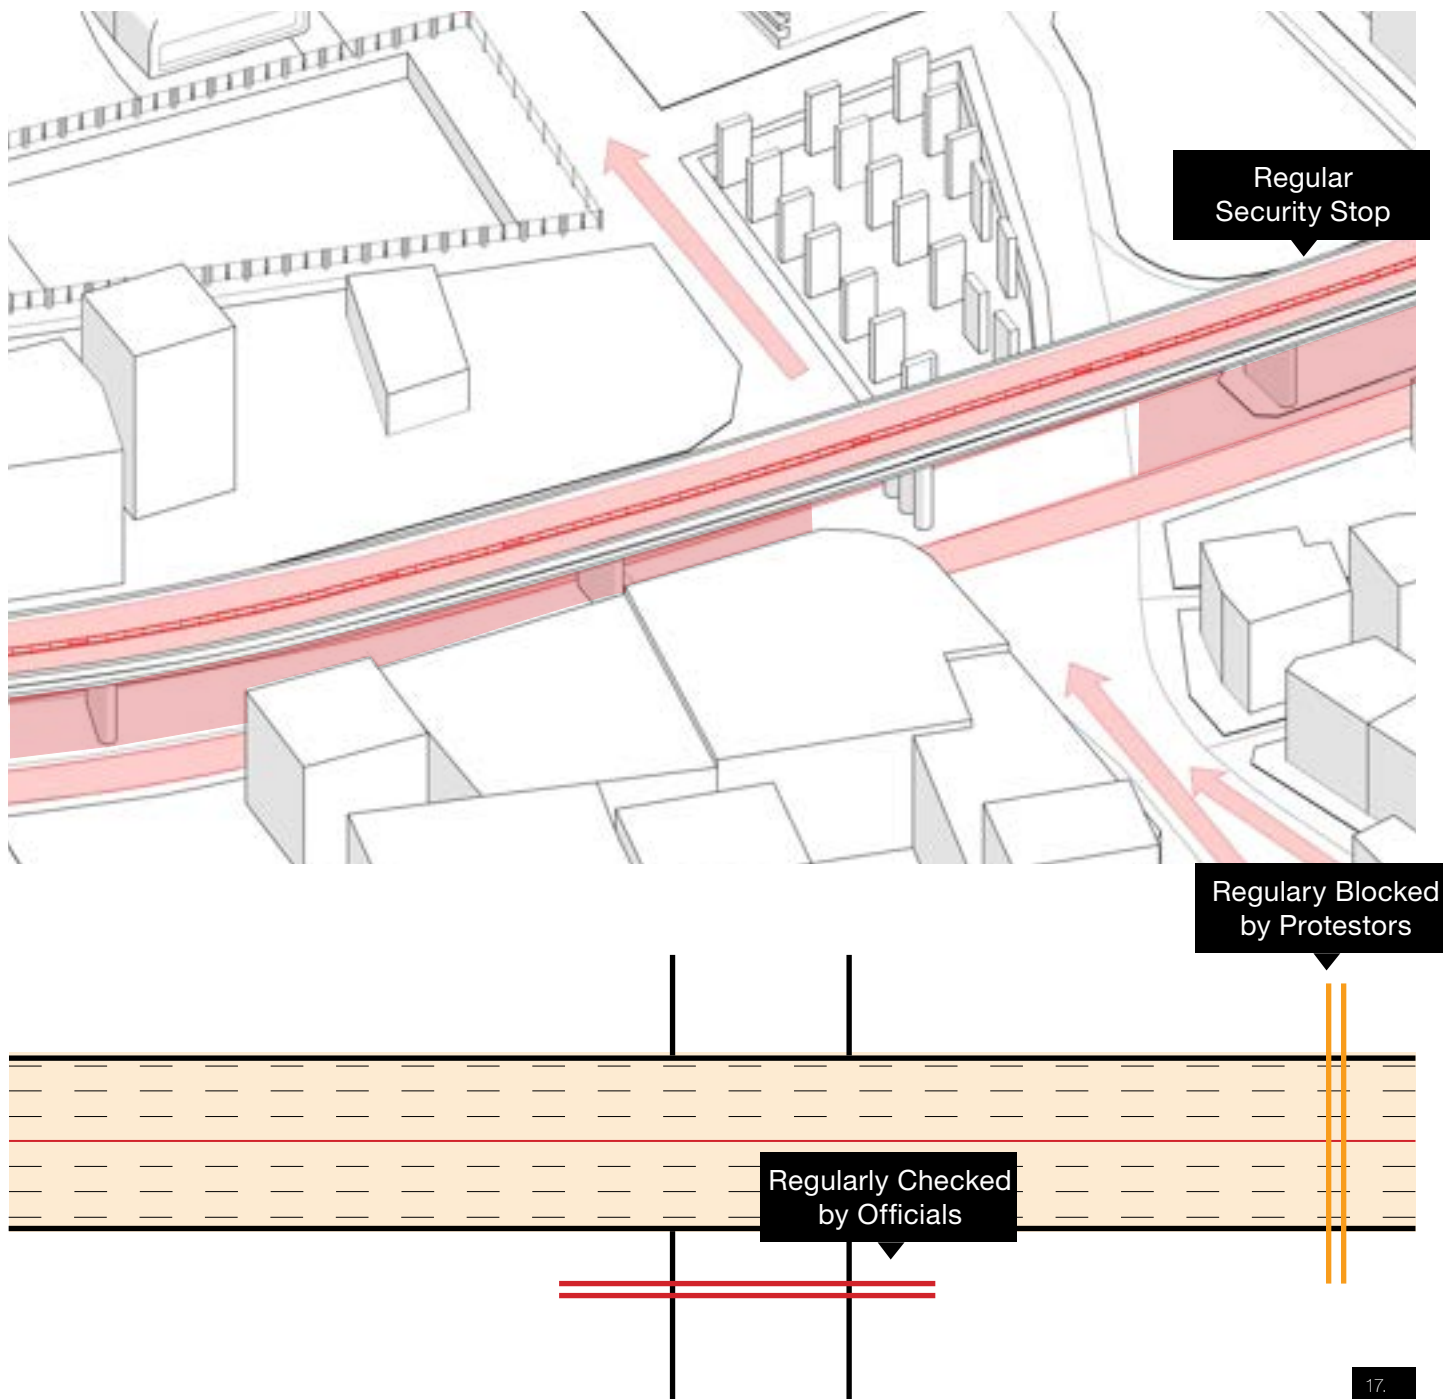 Regular
Security Stop
Regulary Blocked
by Protestors
Regularly Checked
by Officials
17.